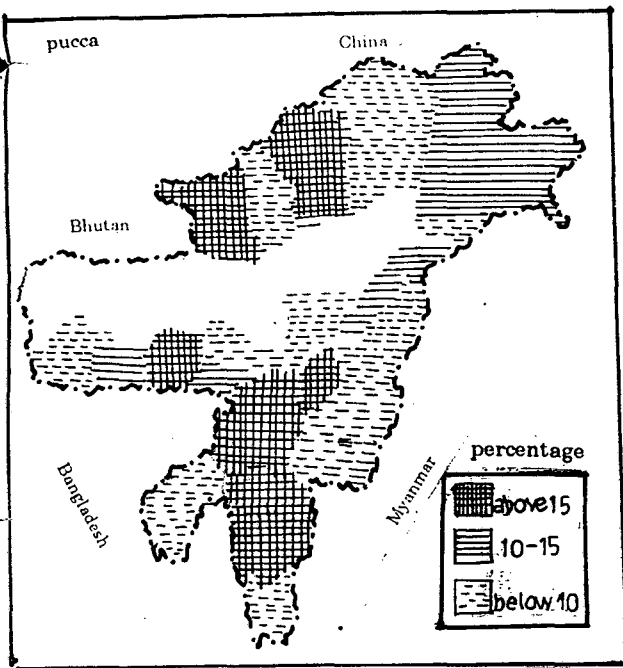 pucca
China
Bhutan
Bangladesh
Myanmar
percentage
above 15
10-15
below 10